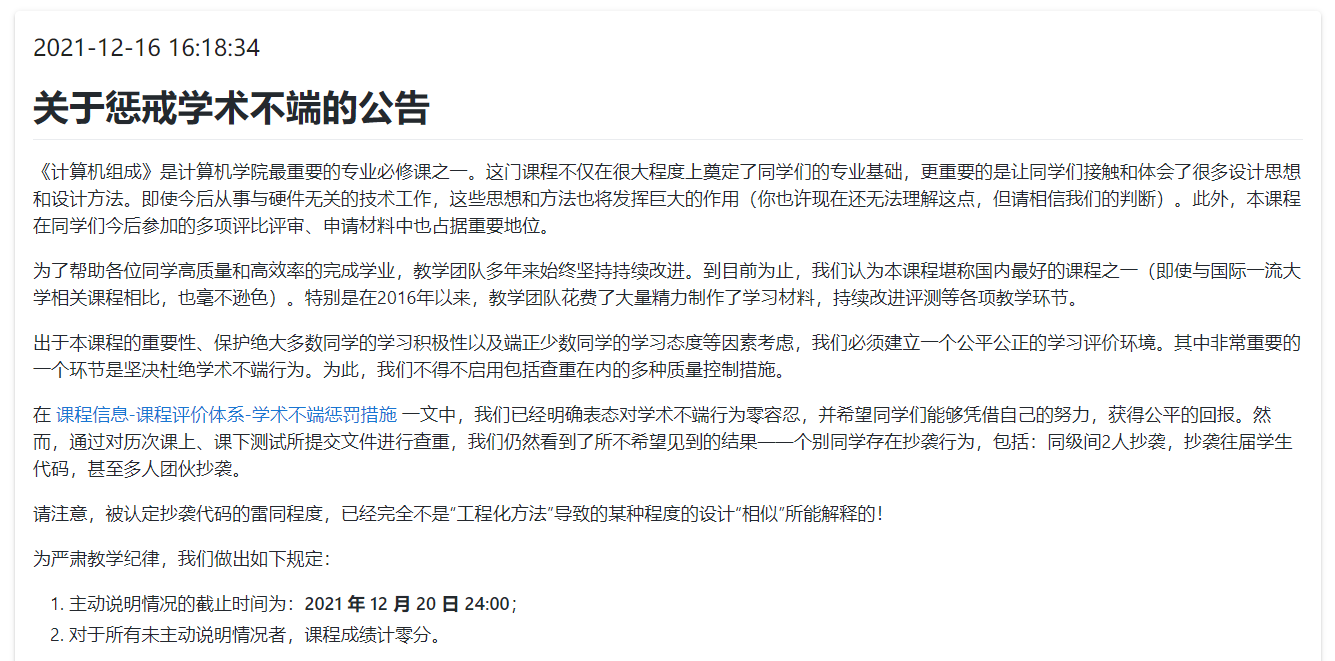 2021-12-16 16:18:34
关于惩戒学术不端的公告
《计算机组成》是计算机学院最重要的专业必修课之一。这门课程不仅在很大程度上奠定了同学们的专业基础，更重要的是让同学们接触和体会了很多设计思想
和设计方法。即使今后从事与硬件无关的技术工作，这些思想和方法也将发挥巨大的作用（你也许现在还无法理解这点，但请相信我们的判断）。此外，本课程
在同学们今后参加的多项评比评审、申请材料中也占据重要地位。
为了帮助各位同学高质量和高效率的完成学业，教学团队多年来始终坚持持续改进。到目前为止，我们认为本课程堪称国内最好的课程之一（即使与国际一流大
学相关课程相比，也毫不逊色）。特别是在2016年以来，教学团队花费了大量精力制作了学习材料，持续改进评测等各项教学环节。
出于本课程的重要性、保护绝大多数同学的学习积极性以及端正少数同学的学习态度等因素考虑，我们必须建立一个公平公正的学习评价环境。其中非常重要的
一个环节是坚决杜绝学术不端行为。为此，我们不得不启用包括查重在内的多种质量控制措施。
在 课程信息-课程评价体系-学术不端惩罚措施 一文中，我们已经明确表态对学术不端行为零容忍，并希望同学们能够凭借自己的努力，获得公平的回报。然
而，通过对历次课上、课下测试所提交文件进行查重，我们仍然看到了所不希望见到的结果——个别同学存在抄袭行为，包括：同级间2人抄袭，抄袭往届学生
代码，甚至多人团伙抄袭。
请注意，被认定抄袭代码的雷同程度，已经完全不是“工程化方法”导致的某种程度的设计“相似”所能解释的！
为严肃教学纪律，我们做出如下规定：
1. 主动说明情况的截止时间为：2021 年 12 月 20 日 24:00；
2. 对于所有未主动说明情况者，课程成绩计零分。